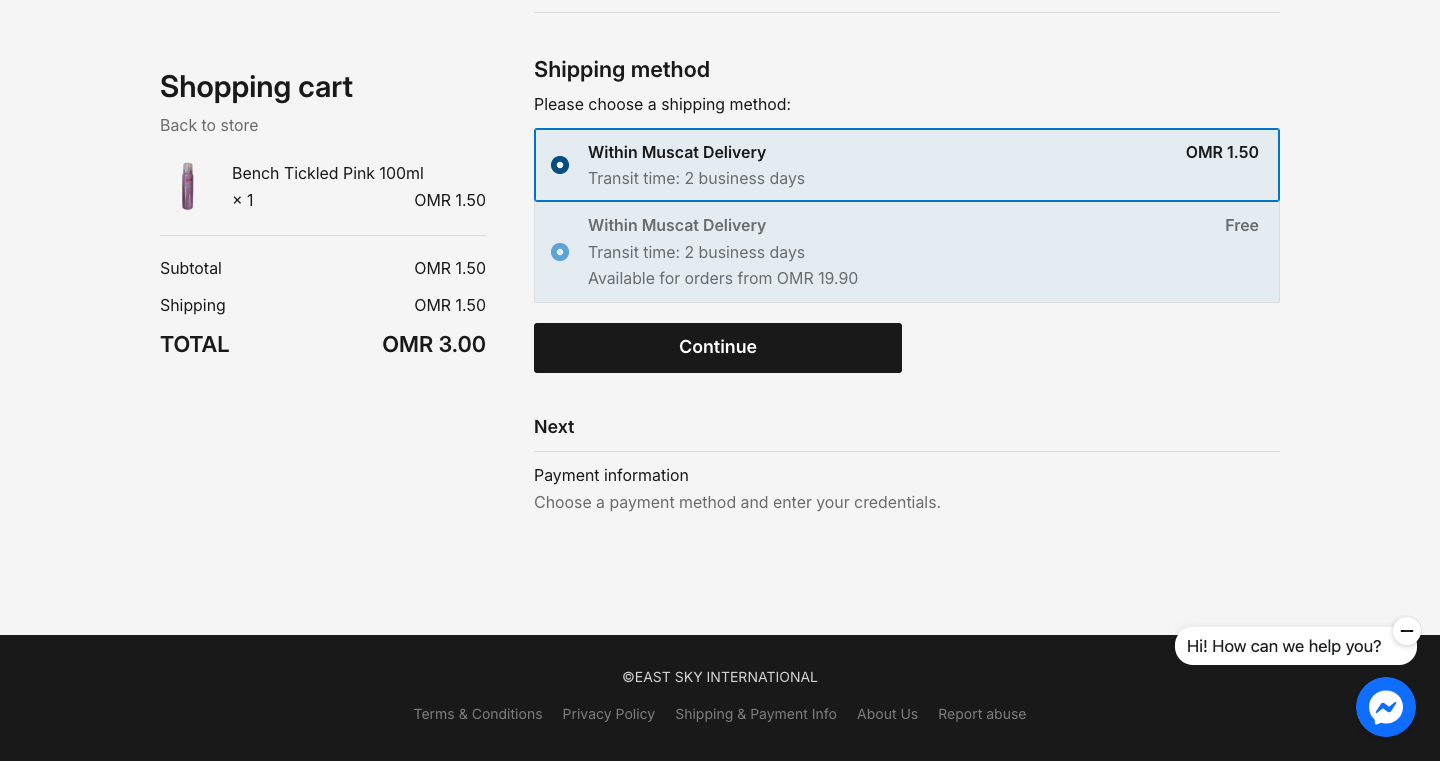 Shopping cart
Back to store
Bench Tickled Pink 100ml
× 1 OMR 1.50
Subtotal OMR 1.50
Shipping OMR 1.50
TOTAL OMR 3.00
Shipping method
Please choose a shipping method:
Within Muscat Delivery OMR 1.50
Transit time: 2 business days
Within Muscat Delivery Free
Transit time: 2 business days
Available for orders from OMR 19.90
Continue
Next
Payment information
Choose a payment method and enter your credentials.
Hi! How can we help you?
©EAST SKY INTERNATIONAL
Terms & Conditions Privacy Policy Shipping & Payment Info About Us Report abuse